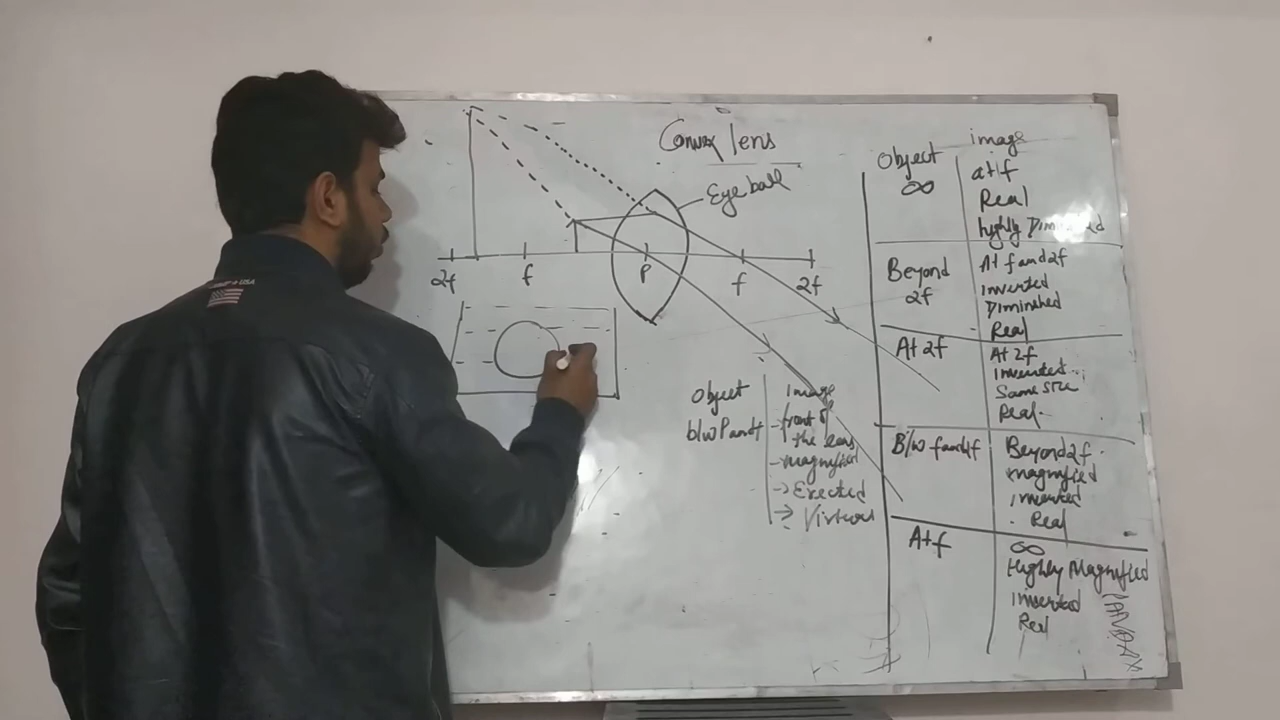 Convex lens
Eye ball
2f
f
P
f
2f
Object
b/w P and f
Image
- front of
the lens
- magnified
-> Erected
->
Object
image
∞
at f
Real
highly Diminished
Beyond
2f
At f and 2f
inverted
Diminished
Real
At 2f
At 2f
inverted
Same size
Real.
B/w f and 2f
Beyond 2f.
magnified
inverted
. Real
At f
∞
Highly Magnified
inverted
Real
USA